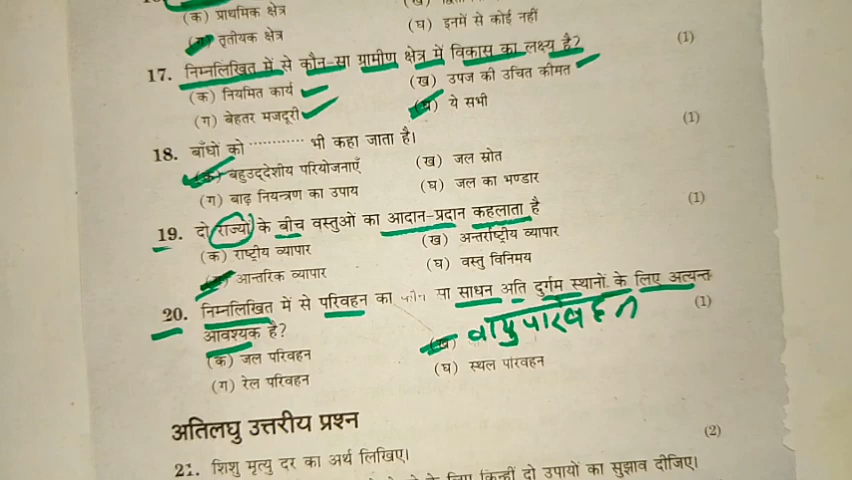 (क) प्राथमिक क्षेत्र
(घ) इनमें से कोई नहीं
तृतीयक क्षेत्र
17. निम्नलिखित में से कौन-सा ग्रामीण क्षेत्र में विकास का लक्ष्य है? (1)
(क) नियमित कार्य (ख) उपज की उचित कीमत
(ग) बेहतर मजदूरी (घ) ये सभी
18. बाँधों को ............ भी कहा जाता है। (1)
(क) बहुउद्देशीय परियोजनाएँ (ख) जल स्रोत
(ग) बाढ़ नियन्त्रण का उपाय (घ) जल का भण्डार
19. दो राज्यों के बीच वस्तुओं का आदान-प्रदान कहलाता है (1)
(क) राष्ट्रीय व्यापार (ख) अन्तर्राष्ट्रीय व्यापार
आन्तरिक व्यापार (घ) वस्तु विनिमय
20. निम्नलिखित में से परिवहन का कौन सा साधन अति दुर्गम स्थानों के लिए अत्यन्त
आवश्यक है? (1)
(क) जल परिवहन (ख) वायु परिवहन
(ग) रेल परिवहन (घ) स्थल परिवहन
अतिलघु उत्तरीय प्रश्न
21. शिशु मृत्यु दर का अर्थ लिखिए। (2)
के लिए किन्हीं दो उपायों का सुझाव दीजिए।